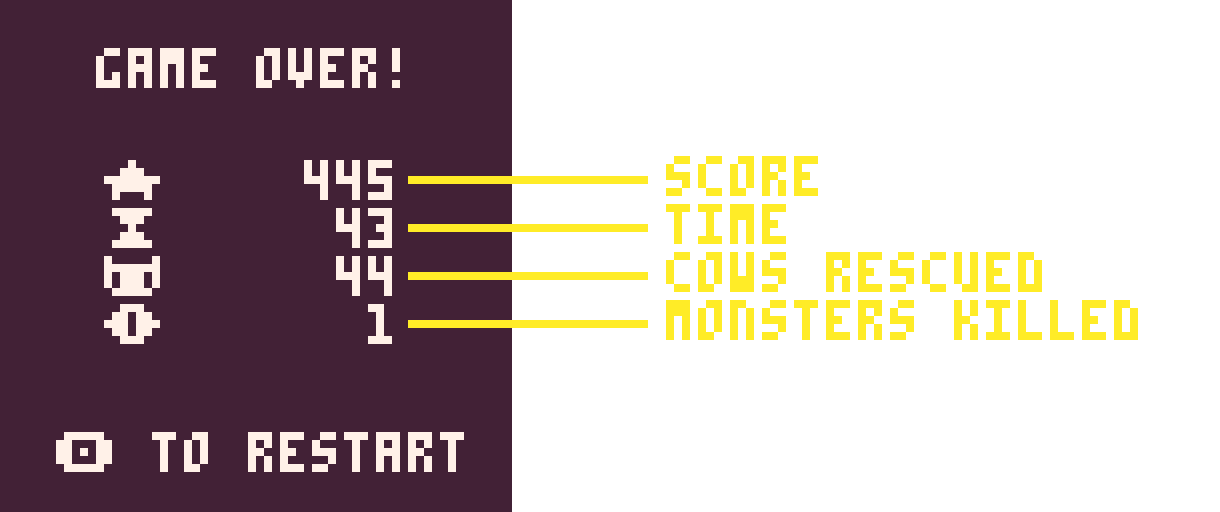 GAME OVER!
445 SCORE
43 TIME
44 COWS RESCUED
1 MONSTERS KILLED
🅾 TO RESTART